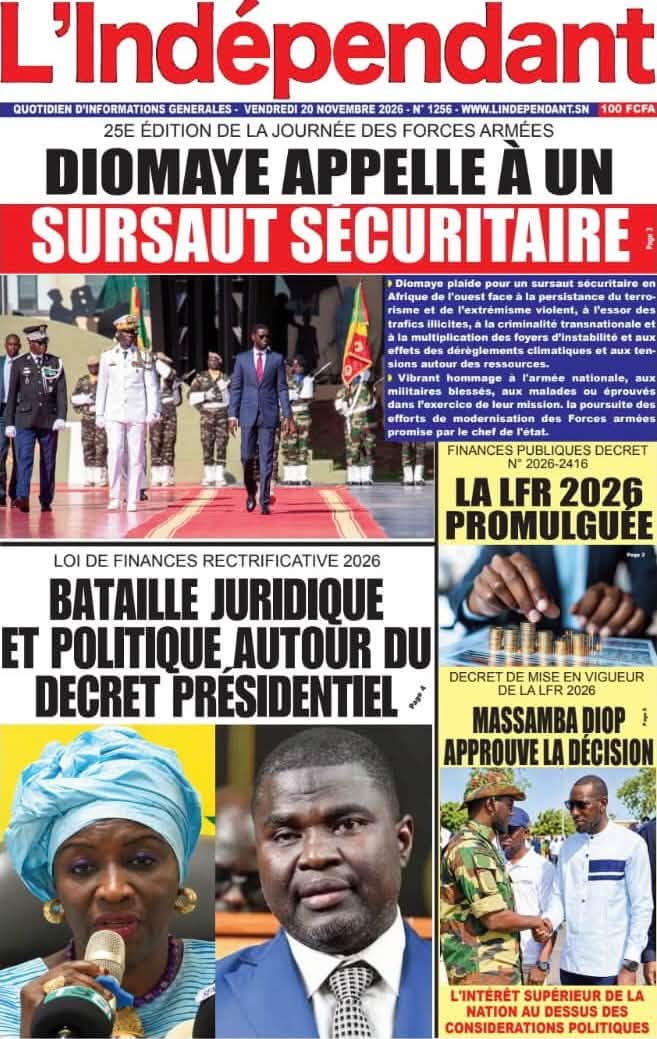 L'Indépendant
QUOTIDIEN D'INFORMATIONS GENERALES - VENDREDI 20 NOVEMBRE 2026 - N° 1256 - WWW.LINDEPENDANT.SN 100 FCFA
25E ÉDITION DE LA JOURNÉE DES FORCES ARMÉES
DIOMAYE APPELLE À UN
SURSAUT SÉCURITAIRE
Page 3
Diomaye plaide pour un sursaut sécuritaire en
Afrique de l'ouest face à la persistance du terro-
risme et de l'extrémisme violent, à l'essor des
trafics illicites, à la criminalité transnationale et
à la multiplication des foyers d'instabilité et aux
effets des dérèglements climatiques et aux ten-
sions autour des ressources.
Vibrant hommage à l'armée nationale, aux
militaires blessés, aux malades ou éprouvés
dans l'exercico de leur mission. la poursuite des
efforts de modernisation des Forces armées
promise par le chef de l'état.
FINANCES PUBLIQUES DECRET
N° 2026-2416
LA LFR 2026
PROMULGUÉE
LOI DE FINANCES RECTRIFICATIVE 2026
BATAILLE JURIDIQUE
ET POLITIQUE AUTOUR DU
DECRET PRÉSIDENTIEL
Page 4
DECRET DE MISE EN VIGUEUR
DE LA LFR 2026
MASSAMBA DIOP
APPROUVE LA DÉCISION
L'INTÉRÊT SUPÉRIEUR DE LA
NATION AU DESSUS DES
CONSIDERATIONS POLITIQUES